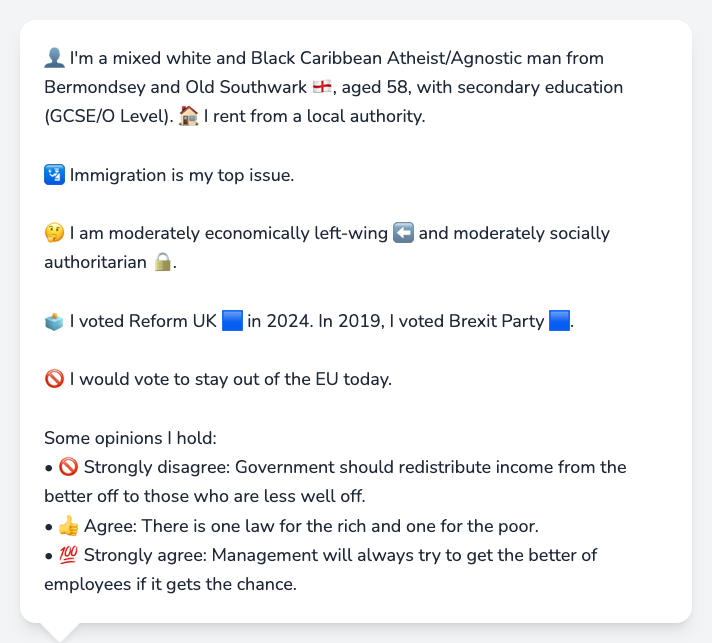 👤 I'm a mixed white and Black Caribbean Atheist/Agnostic man from
Bermondsey and Old Southwark 🏴󠁧󠁢󠁥󠁮󠁧󠁿, aged 58, with secondary education
(GCSE/O Level). 🏠 I rent from a local authority.
🛂 Immigration is my top issue.
🤔 I am moderately economically left-wing ⬅️ and moderately socially
authoritarian 🔒.
🗳️ I voted Reform UK 🟦 in 2024. In 2019, I voted Brexit Party 🟦.
🚫 I would vote to stay out of the EU today.
Some opinions I hold:
• 🚫 Strongly disagree: Government should redistribute income from the
better off to those who are less well off.
• 👍 Agree: There is one law for the rich and one for the poor.
• 💯 Strongly agree: Management will always try to get the better of
employees if it gets the chance.